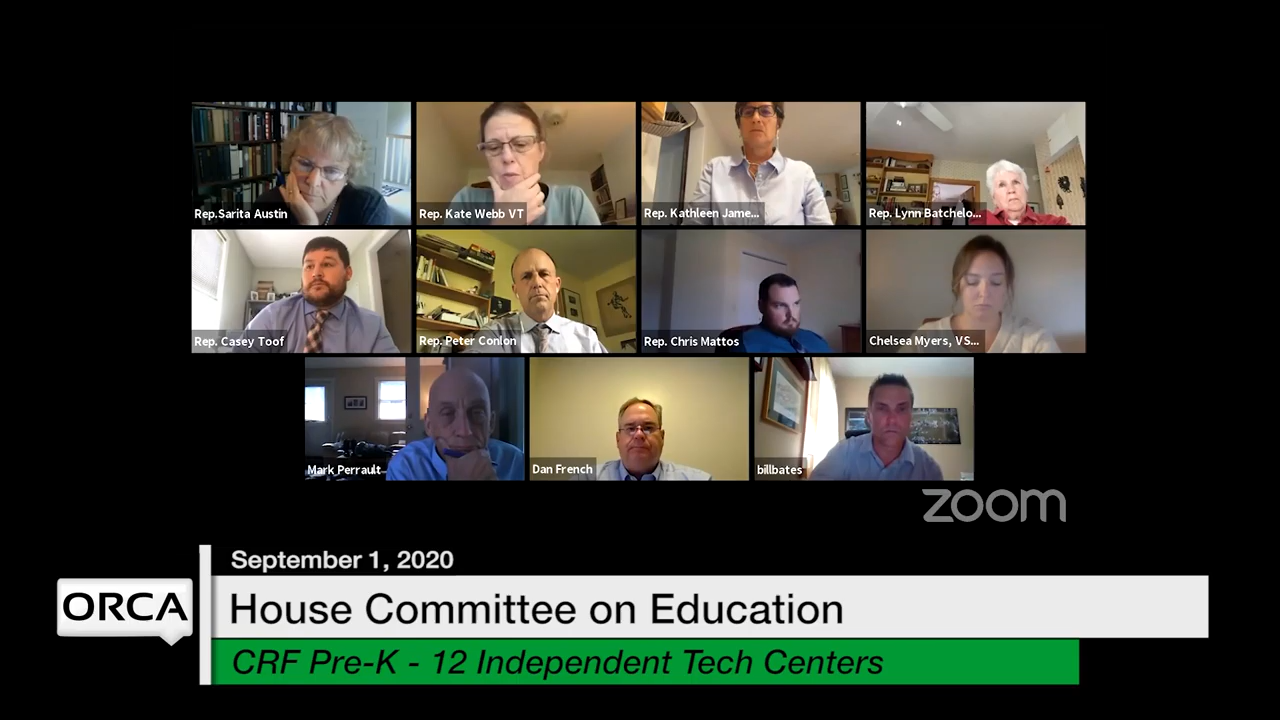 Rep.Sarita Austin
Rep. Kate Webb VT
Rep. Kathleen Jame...
Rep. Lynn Batchelo...
Rep. Casey Toof
Rep. Peter Conlon
Rep. Chris Mattos
Chelsea Myers, VS...
Mark Perrault
Dan French
billbates
zoom
September 1, 2020
ORCA
House Committee on Education
CRF Pre-K - 12 Independent Tech Centers